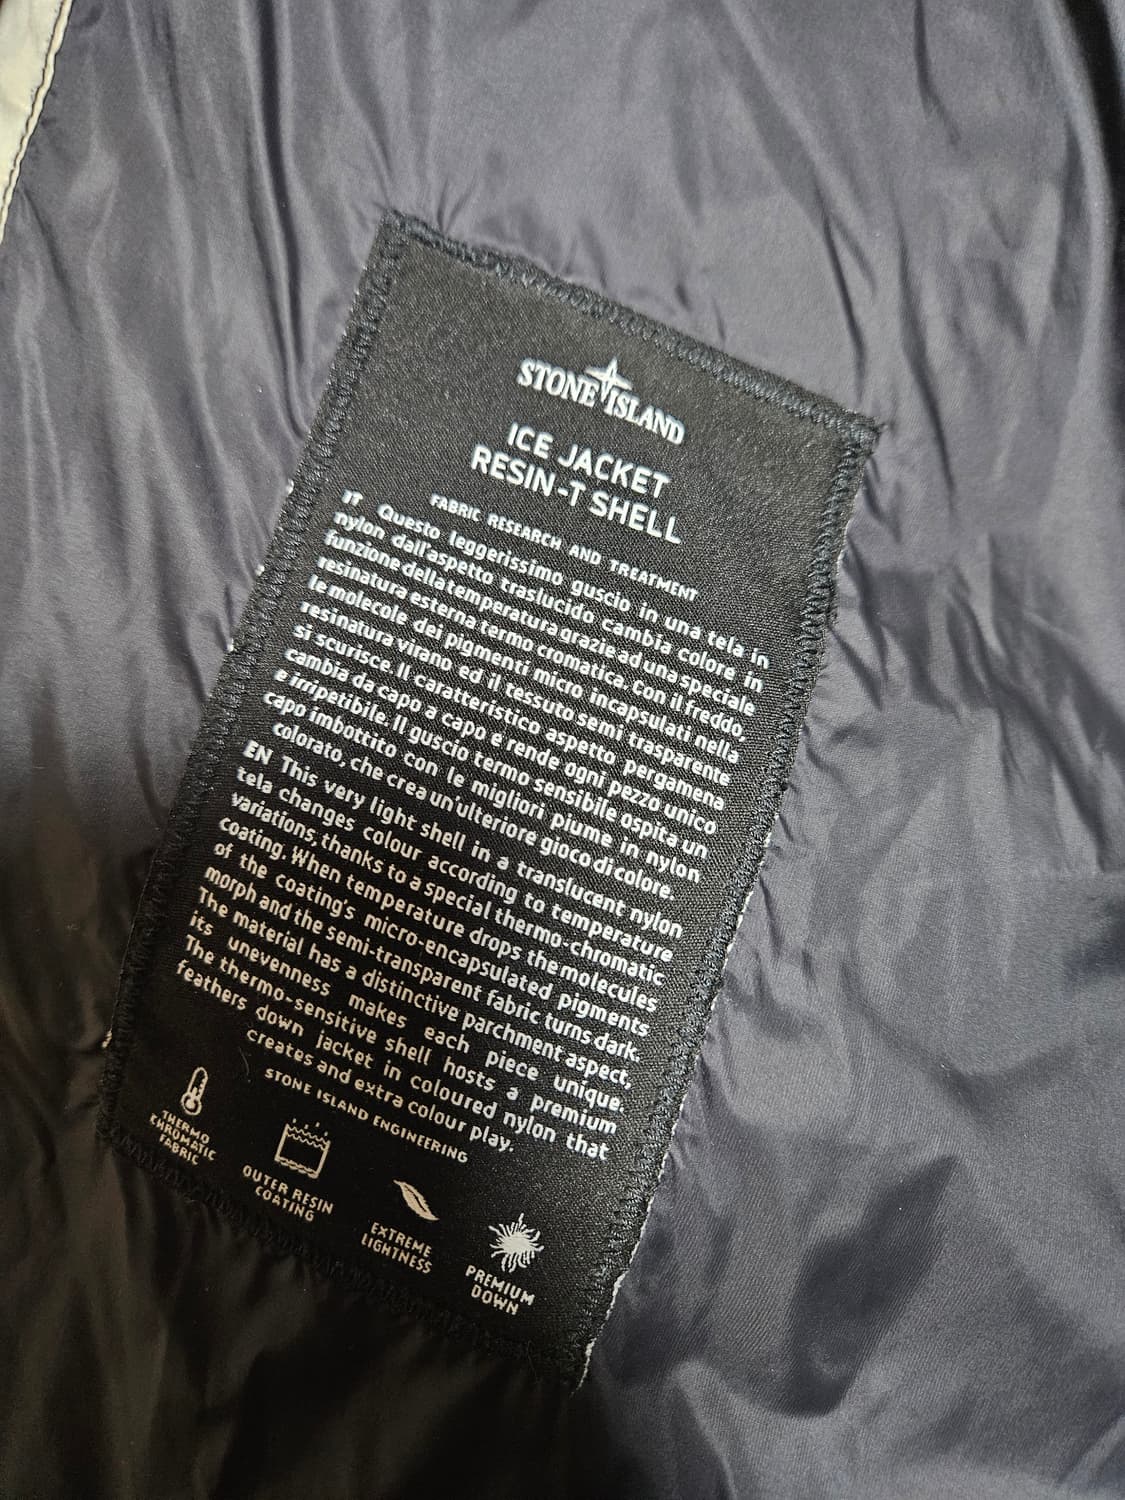 STONE ISLAND
ICE JACKET
RESIN-T SHELL
FABRIC RESEARCH AND TREATMENT
IT Questo leggerissimo guscio in una tela in
nylon dall'aspetto traslucido cambia colore in
funzione della temperatura grazie ad una speciale
resinatura esterna termo cromatica. Con il freddo,
le molecole dei pigmenti micro incapsulati nella
resinatura virano ed il tessuto semi trasparente
si scurisce. Il caratteristico aspetto pergamena
cambia da capo a capo e rende ogni pezzo unico
e irripetibile. Il guscio termo sensibile ospita un
capo imbottito con le migliori piume in nylon
colorato, che crea un'ulteriore gioco di colore.
EN This very light shell in a translucent nylon
tela changes colour according to temperature
variations, thanks to a special thermo-chromatic
coating. When temperature drops the molecules
of the coating's micro-encapsulated pigments
morph and the semi-transparent fabric turns dark.
The material has a distinctive parchment aspect,
its unevenness makes each piece unique.
The thermo-sensitive shell hosts a premium
feathers down jacket in coloured nylon that
creates and extra colour play.
STONE ISLAND ENGINEERING
THERMO
CHROMATIC
FABRIC
OUTER RESIN
COATING
EXTREME
LIGHTNESS
PREMIUM
DOWN